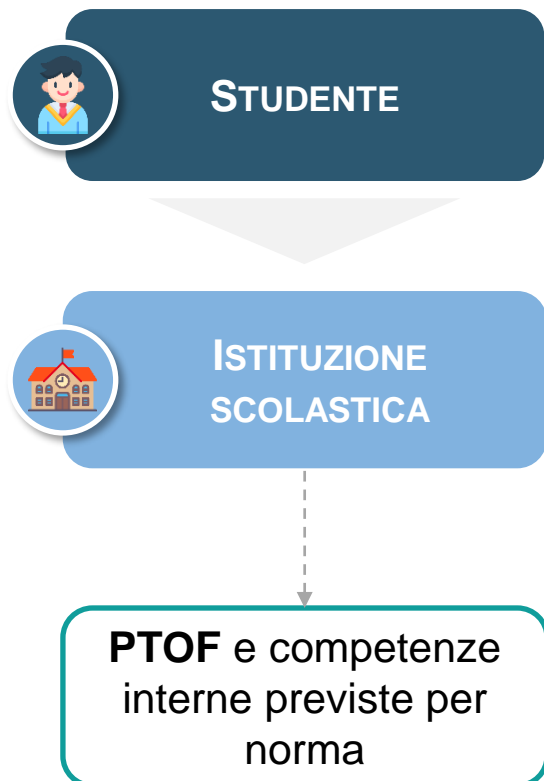 STUDENTE
ISTITUZIONE
SCOLASTICA
PTOF e competenze
interne previste per
norma